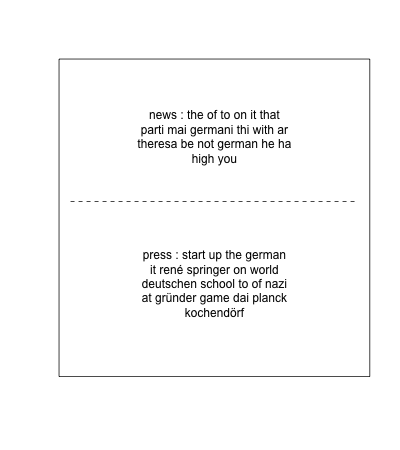 news : the of to on it that
parti mai germani thi with ar
theresa be not german he ha
high you
press : start up the german
it rené springer on world
deutschen school to of nazi
at gründer game dai planck
kochendörf